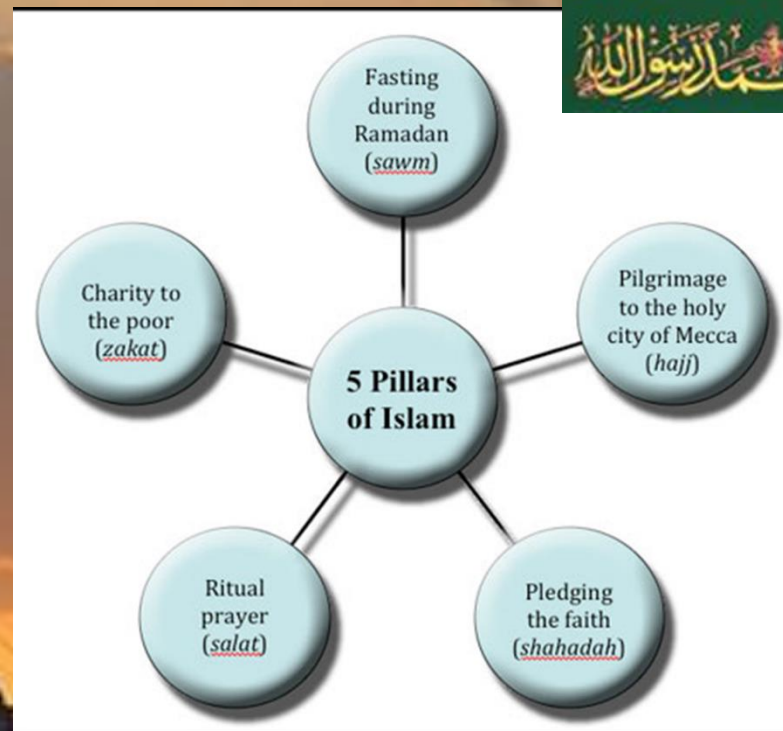 محمد رسول الله
Fasting
during
Ramadan
(sawm)
Pilgrimage
to the holy
city of Mecca
(hajj)
Charity to
the poor
(zakat)
5 Pillars
of Islam
Ritual
prayer
(salat)
Pledging
the faith
(shahadah)